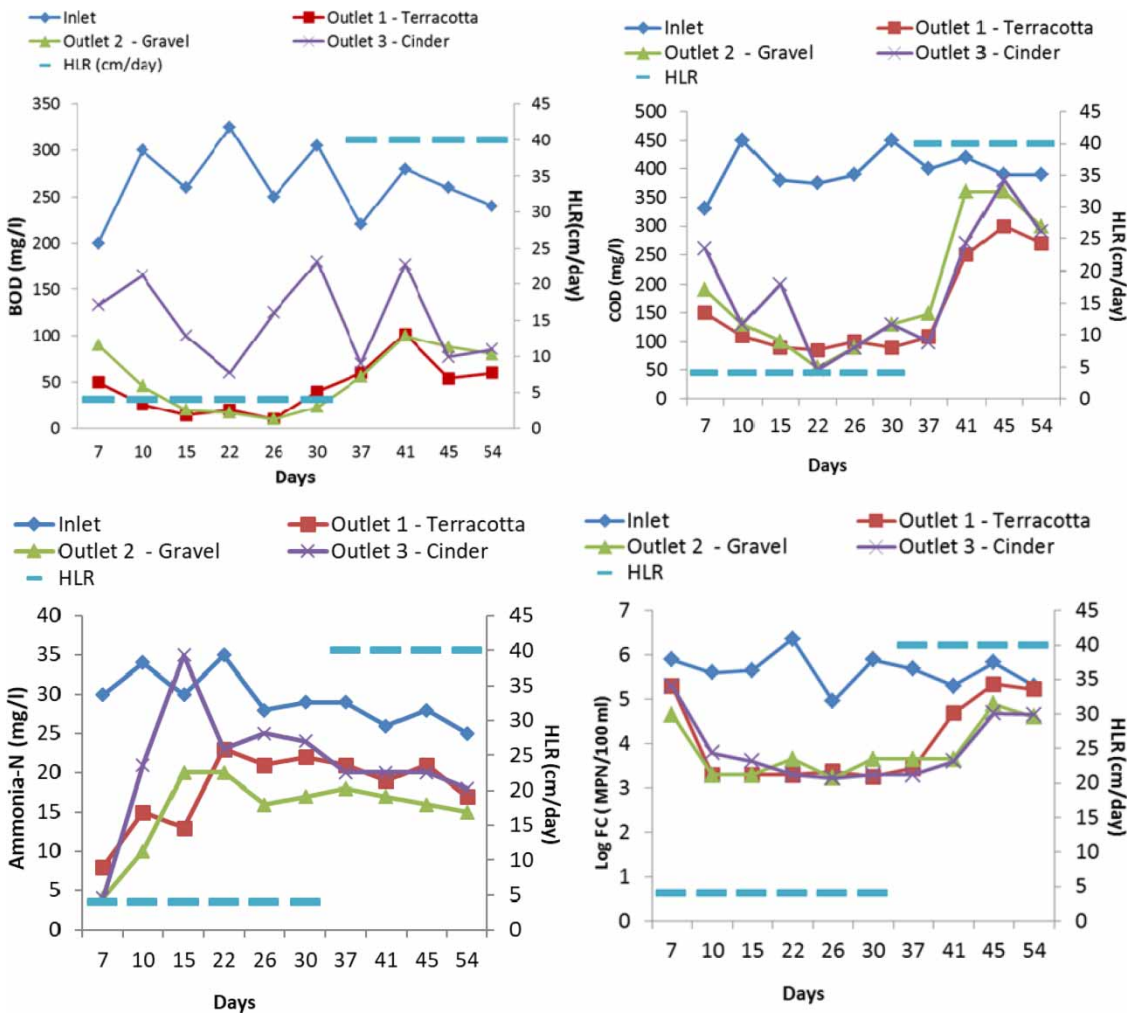 Inlet
Outlet 1 - Terracotta
Outlet 2 - Gravel
Outlet 3 - Cinder
HLR (cm/day)
350
300
250
200
150
100
50
0
BOD (mg/l)
45
40
35
30
25
20
15
10
5
0
HLR(cm/day)
7 10 15 22 26 30 37 41 45 54
Days
Inlet
Outlet 1 - Terracotta
Outlet 2 - Gravel
Outlet 3 - Cinder
HLR
500
450
400
350
300
250
200
150
100
50
0
COD (mg/l)
45
40
35
30
25
20
15
10
5
0
HLR (cm/day)
7 10 15 22 26 30 37 41 45 54
Days
Inlet
Outlet 1 - Terracotta
Outlet 2 - Gravel
Outlet 3 - Cinder
HLR
40
35
30
25
20
15
10
5
0
Ammonia-N (mg/l)
45
40
35
30
25
20
15
10
5
0
HLR (cm/day)
7 10 15 22 26 30 37 41 45 54
Days
Inlet
Outlet 1 - Terracotta
Outlet 2 - Gravel
Outlet 3 - Cinder
HLR
7
6
5
4
3
2
1
0
Log FC ( MPN/100 ml)
45
40
35
30
25
20
15
10
5
0
HLR (cm/day)
7 10 15 22 26 30 37 41 45 54
Days